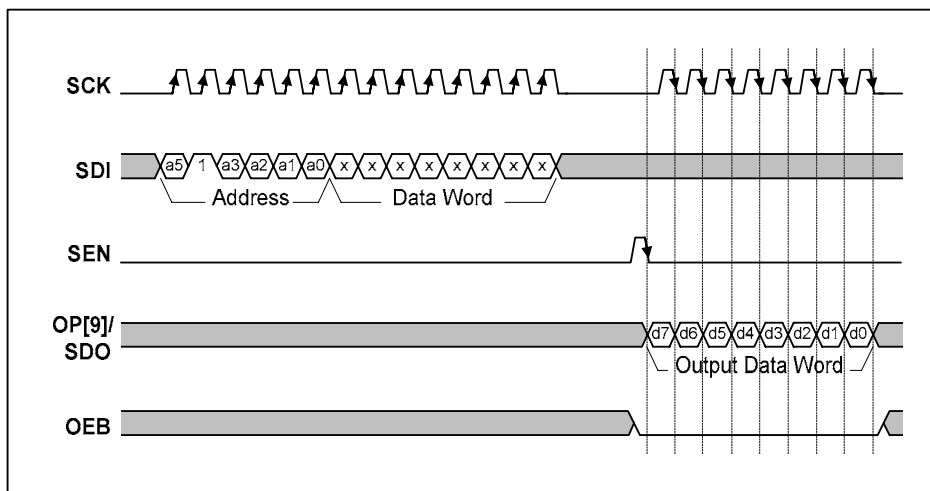 SCK
SDI
a5 1 a3 a2 a1 a0 x x x x x x x x
Address
Data Word
SEN
OP[9]/
SDO
d7 d6 d5 d4 d3 d2 d1 d0
Output Data Word
OEB